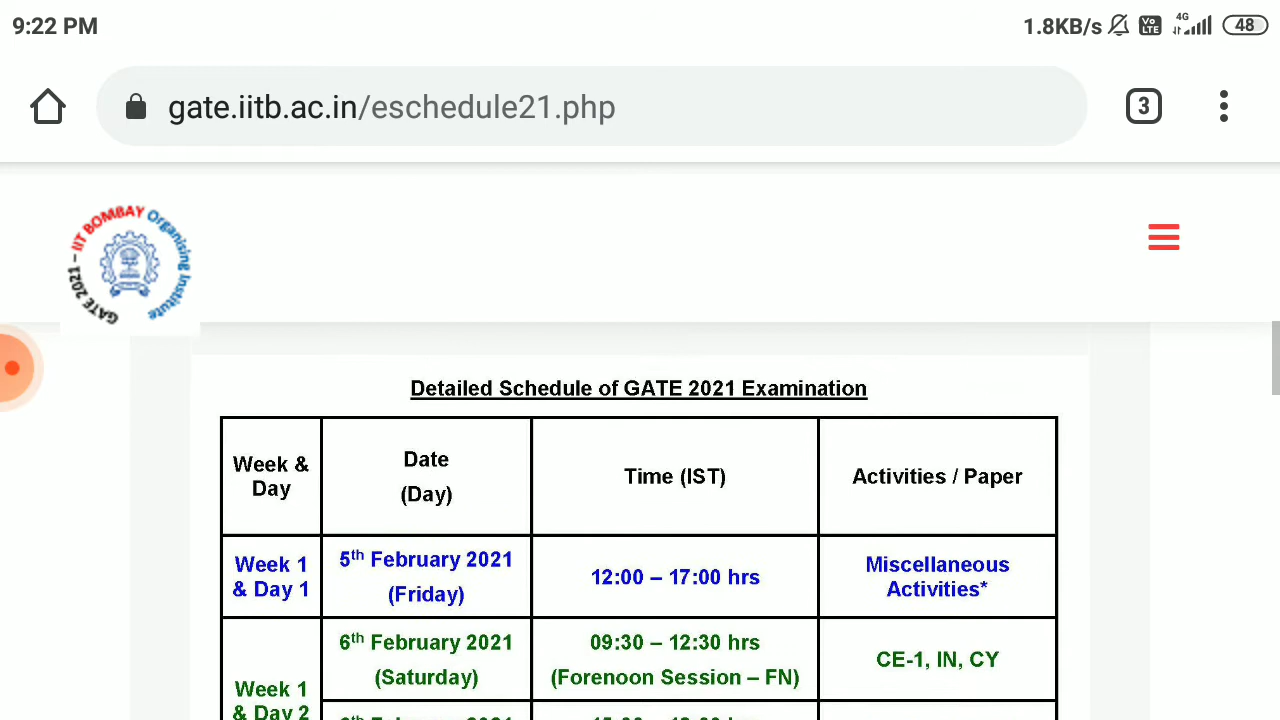 9:22 PM
1.8KB/s
Vo
LTE
4G
48
gate.iitb.ac.in/eschedule21.php
3
GATE 2021 – IIT BOMBAY Organising Institute
Detailed Schedule of GATE 2021 Examination
Week &
Day
Date
(Day)
Time (IST)
Activities / Paper
Week 1
& Day 1
5th February 2021
(Friday)
12:00 – 17:00 hrs
Miscellaneous
Activities*
Week 1
& Day 2
6th February 2021
(Saturday)
09:30 – 12:30 hrs
(Forenoon Session – FN)
CE-1, IN, CY